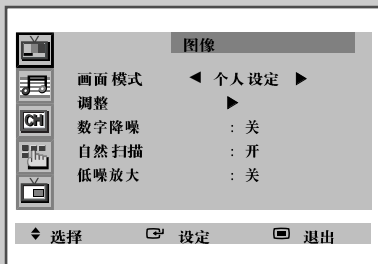 图像
画面模式 ◀ 个人设定 ▶
调整 ▶
数字降噪 : 关
自然扫描 : 开
低噪放大 : 关
CH
选择 设定 退出